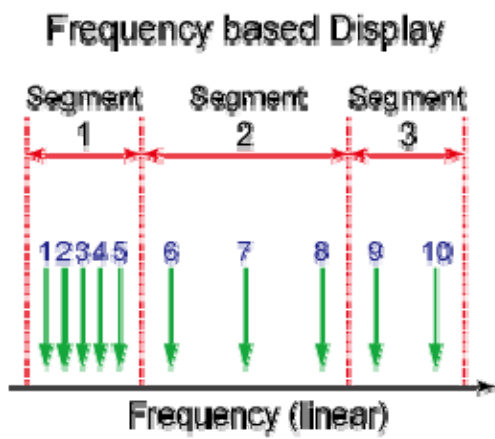 Frequency based Display
Segment Segment Segment
1 2 3
1 2 3 4 5 6 7 8 9 10
Frequency (linear)